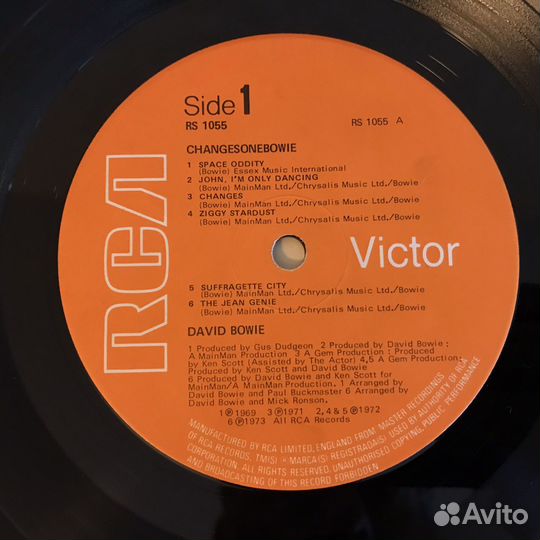 Side 1
RS 1055
RS 1055 A
CHANGESONEBOWIE
1 SPACE ODDITY
(Bowie) Essex Music International
2 JOHN, I'M ONLY DANCING
(Bowie) MainMan Ltd./Chrysalis Music Ltd./Bowie
3 CHANGES
(Bowie) MainMan Ltd./Chrysalis Music Ltd./Bowie
4 ZIGGY STARDUST
(Bowie) MainMan Ltd./Chrysalis Music Ltd./Bowie
RCA
Victor
5 SUFFRAGETTE CITY
(Bowie) MainMan Ltd./Chrysalis Music Ltd./Bowie
6 THE JEAN GENIE
(Bowie) MainMan Ltd./Chrysalis Music Ltd./Bowie
DAVID BOWIE
1 Produced by Gus Dudgeon 2 Produced by David Bowie :
A MainMan Production 3 A Gem Production : Produced
by Ken Scott (Assisted by The Actor) 4,5 A Gem Production:
Produced by Ken Scott and David Bowie
6 Produced by David Bowie and Ken Scott for
MainMan/A MainMan Production. 1 Arranged by
David Bowie and Paul Buckmaster 6 Arranged by
David Bowie and Mick Ronson.
1 ℗ 1969 3 ℗ 1971 2, 4 & 5 ℗ 1972
6 ℗ 1973 All RCA Records
MANUFACTURED BY RCA LIMITED, ENGLAND FROM MASTER RECORDINGS
OF RCA RECORDS, TM(S) ® MARCA(S) REGISTRADA(S) USED BY AUTHORITY OF RCA
CORPORATION. ALL RIGHTS RESERVED. UNAUTHORISED COPYING, PUBLIC PERFORMANCE,
AND BROADCASTING OF THIS RECORD FORBIDDEN
Avito